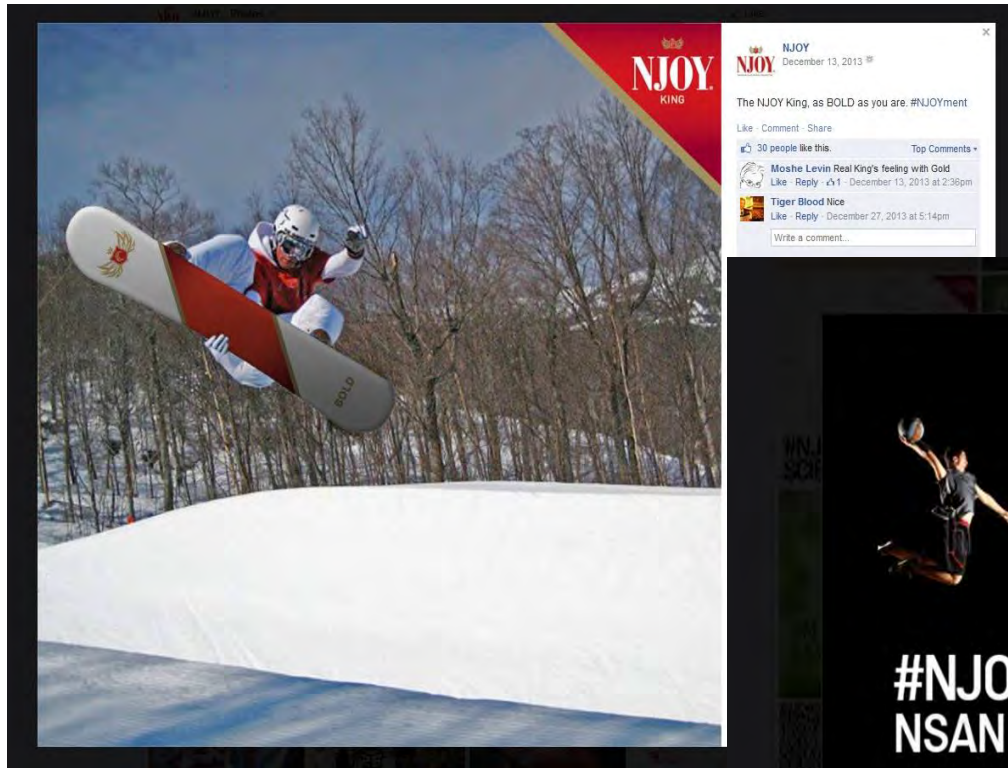 NJOY
KING
BOLD
NJOY
NJOY
December 13, 2013
The NJOY King, as BOLD as you are. #NJOYment
Like · Comment · Share
30 people like this.
Top Comments
Moshe Levin Real King's feeling with Gold
Like · Reply · 1 · December 13, 2013 at 2:36pm
Tiger Blood Nice
Like · Reply · December 27, 2013 at 5:14pm
Write a comment...
#NJO
NSAN